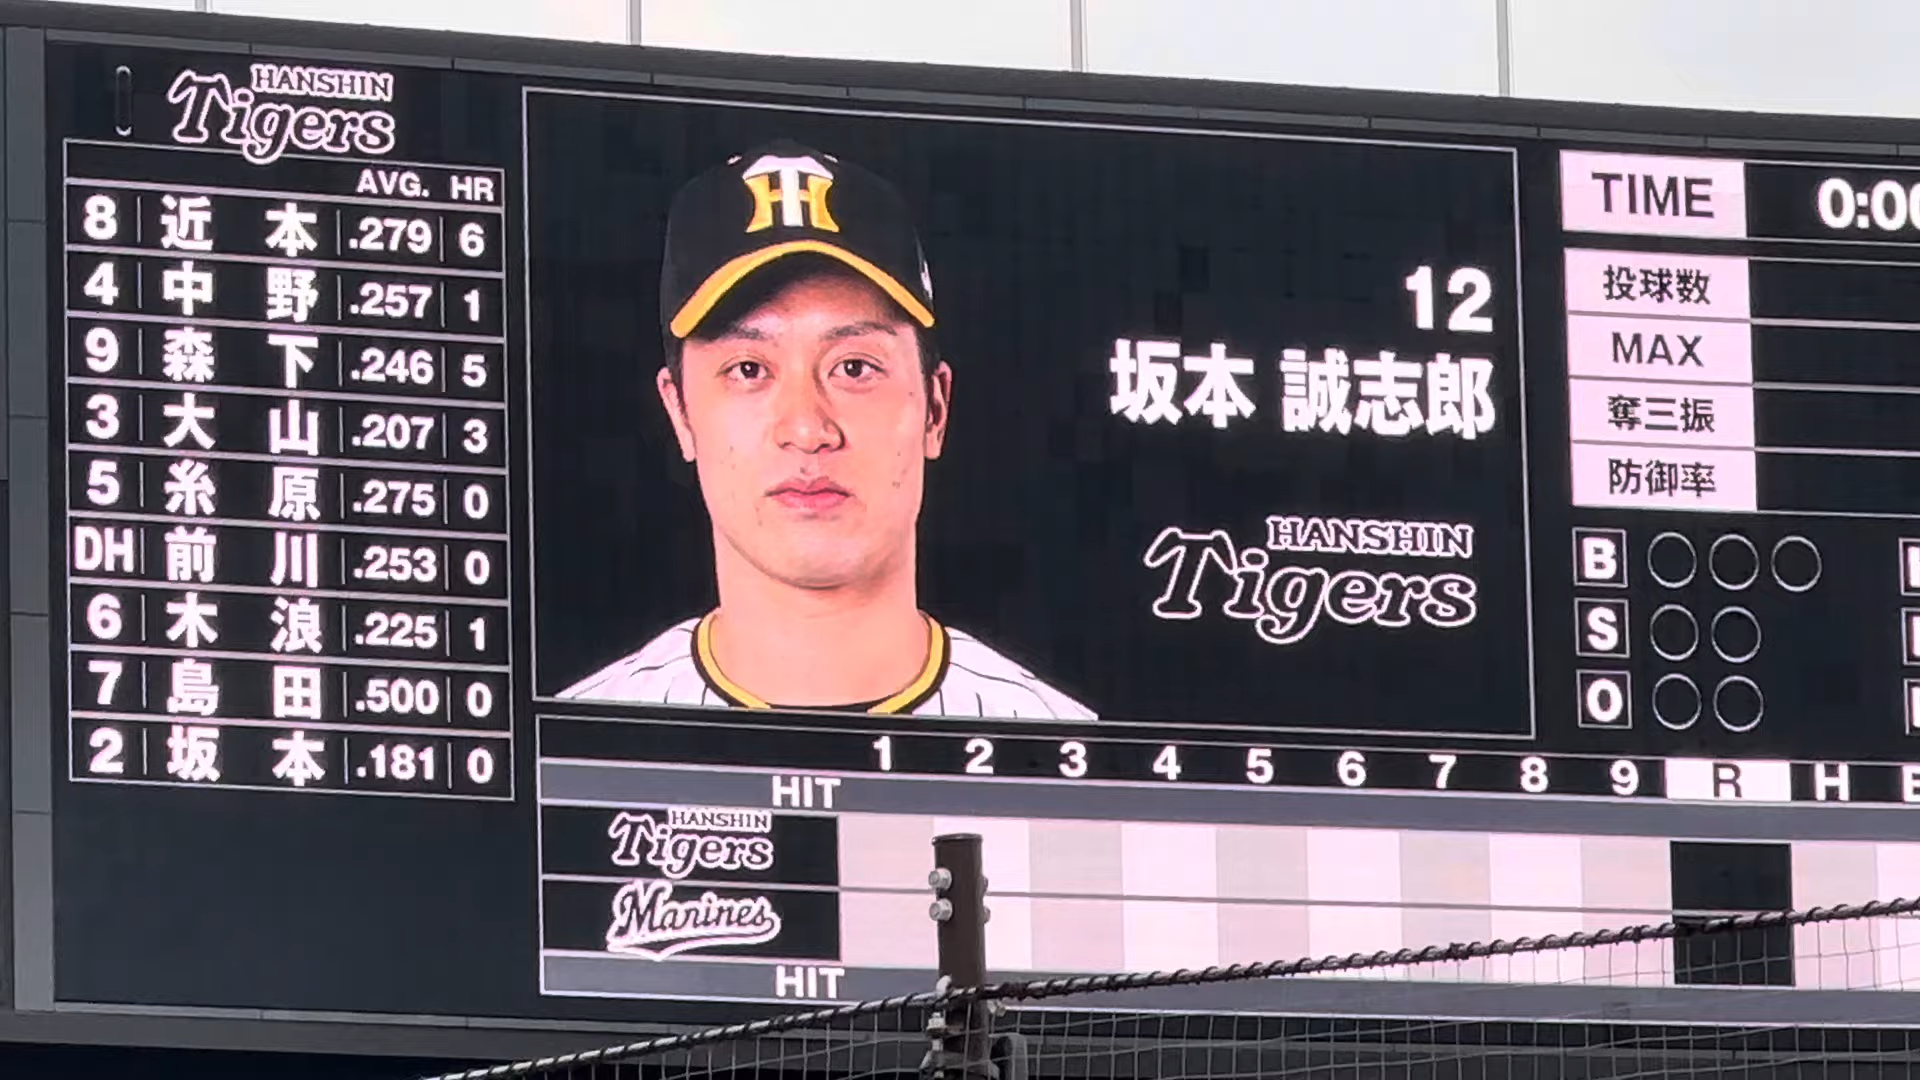 HANSHIN
Tigers
AVG. HR
8 近本 .279 6
4 中野 .257 1
9 森下 .246 5
3 大山 .207 3
5 糸原 .275 0
DH 前川 .253 0
6 木浪 .225 1
7 島田 .500 0
2 坂本 .181 0
HT
12
坂本 誠志郎
HANSHIN
Tigers
TIME 0:00
投球数
MAX
奪三振
防御率
B
S
O
1 2 3 4 5 6 7 8 9 R H
HIT
HANSHIN
Tigers
Marines
HIT